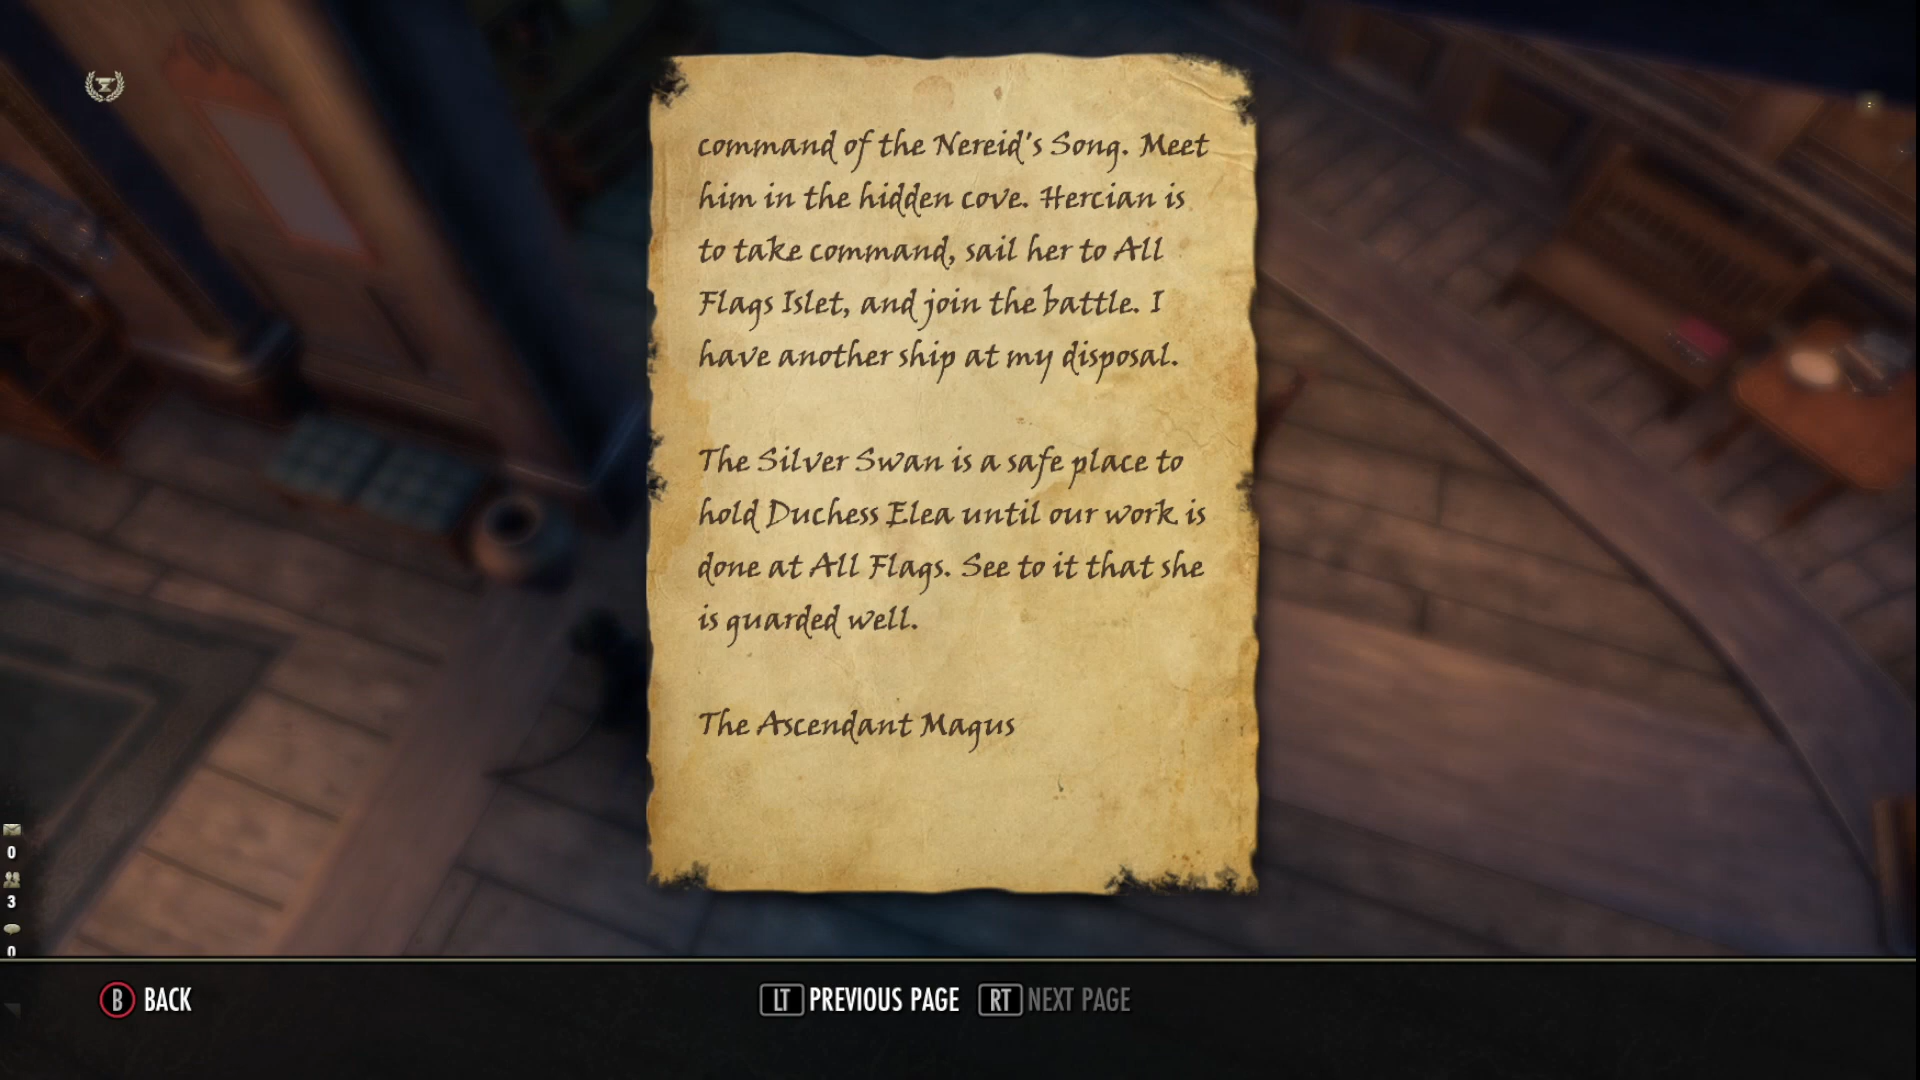 command of the Nereid's Song. Meet
him in the hidden cove. Hercian is
to take command, sail her to All
Flags Islet, and join the battle. I
have another ship at my disposal.
The Silver Swan is a safe place to
hold Duchess Elea until our work is
done at All Flags. See to it that she
is guarded well.
The Ascendant Magus
0
3
0
B BACK
LT PREVIOUS PAGE RT NEXT PAGE